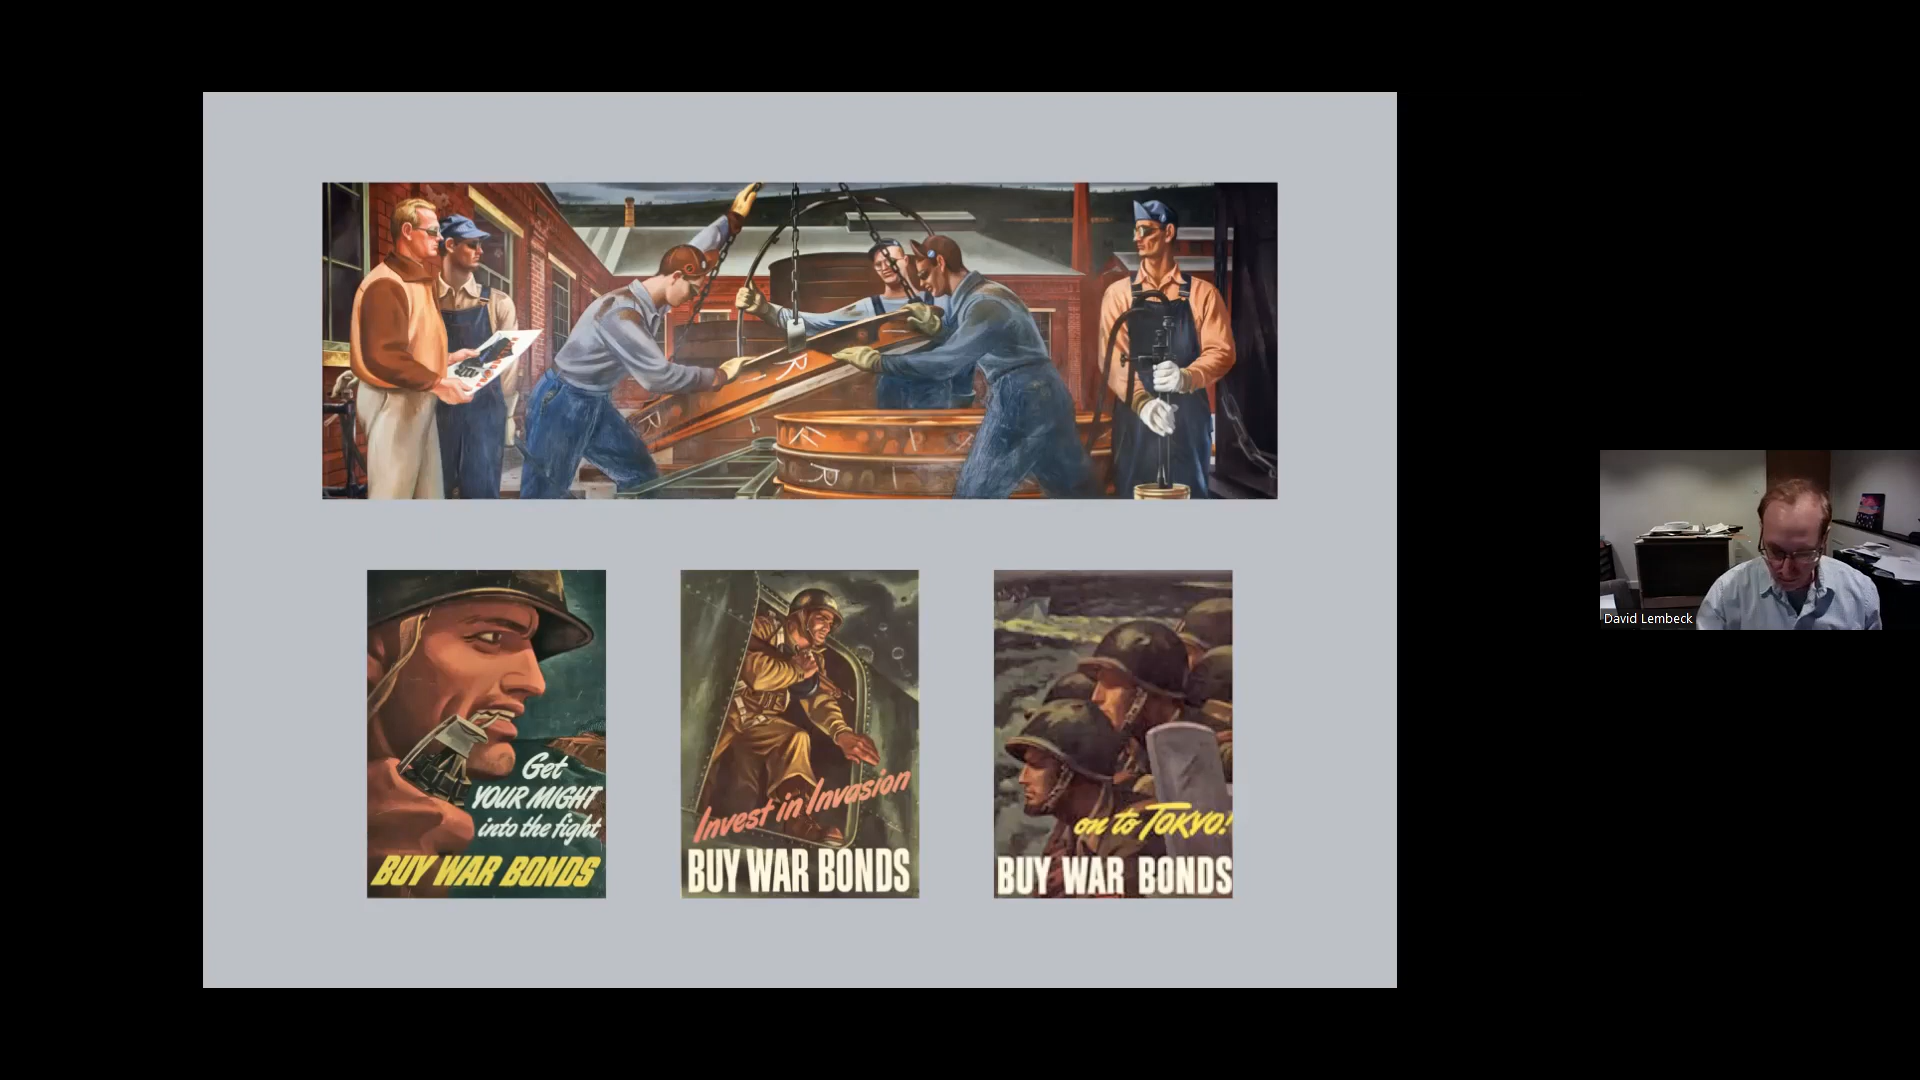 Get
YOUR MIGHT
into the fight
BUY WAR BONDS
Invest in Invasion
BUY WAR BONDS
on to TOKYO!
BUY WAR BONDS
David Lembeck